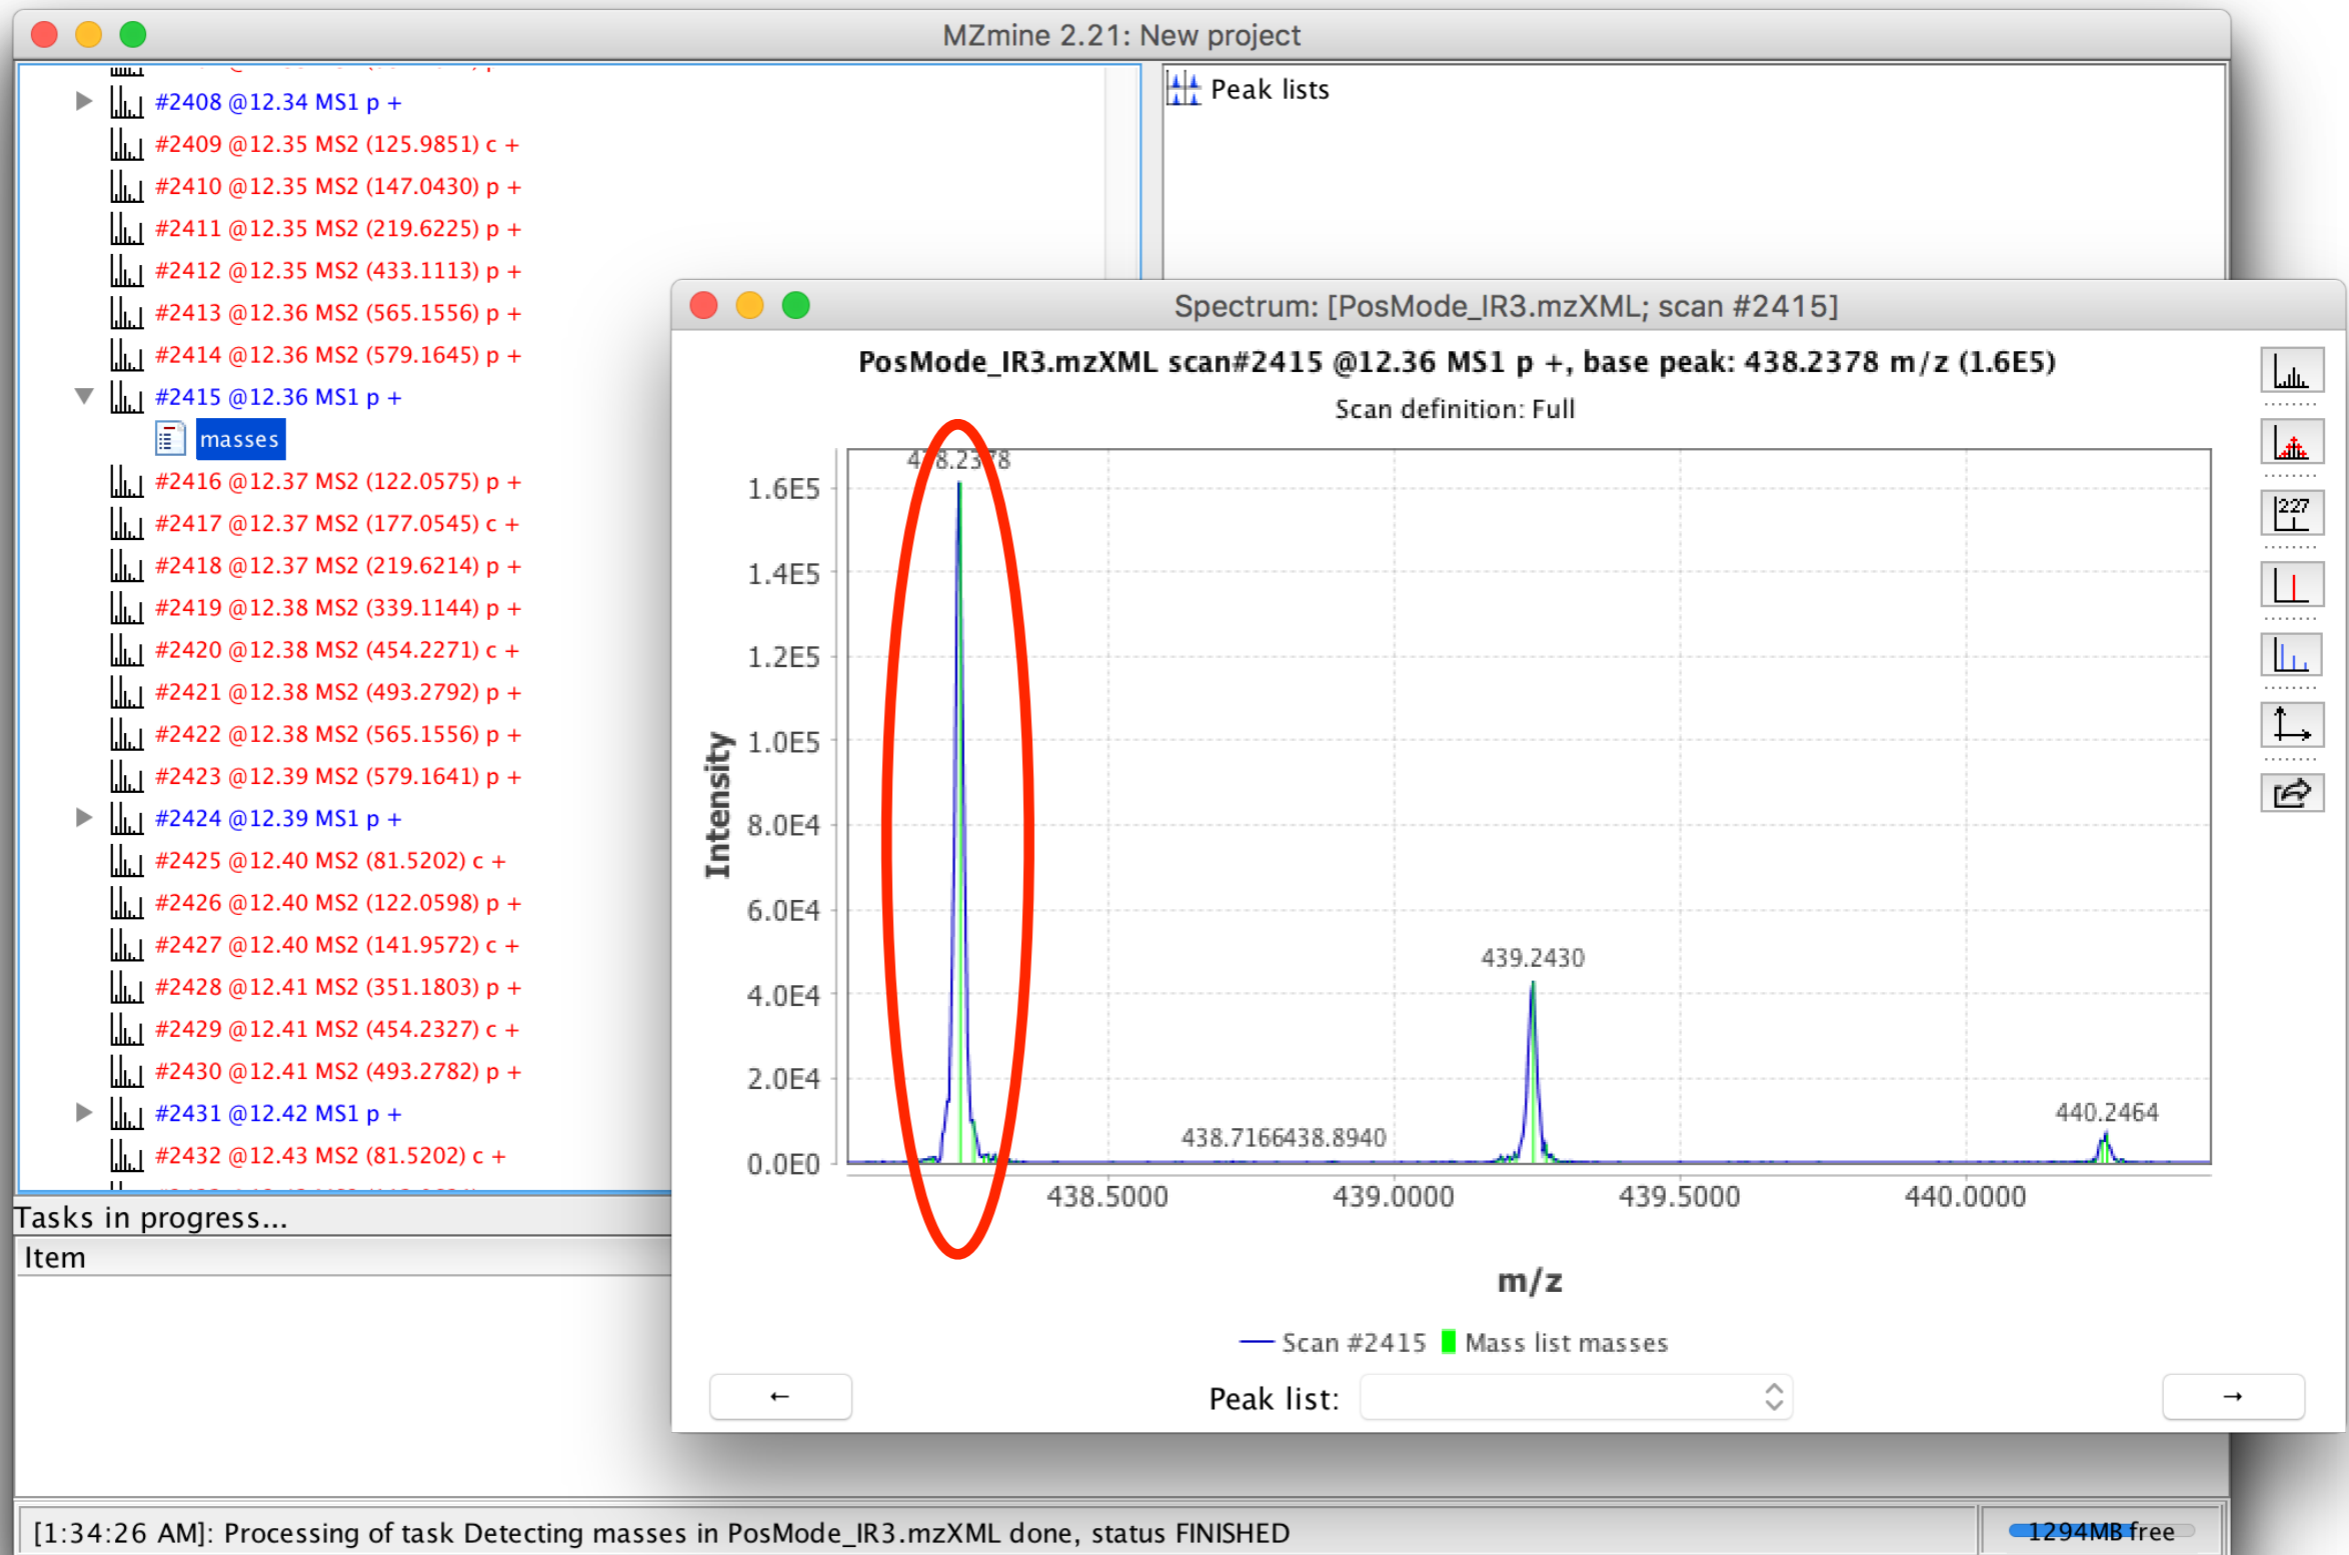 MZmine 2.21: New project
#2408 @12.34 MS1 p +
#2409 @12.35 MS2 (125.9851) c +
#2410 @12.35 MS2 (147.0430) p +
#2411 @12.35 MS2 (219.6225) p +
#2412 @12.35 MS2 (433.1113) p +
#2413 @12.36 MS2 (565.1556) p +
#2414 @12.36 MS2 (579.1645) p +
#2415 @12.36 MS1 p +
masses
#2416 @12.37 MS2 (122.0575) p +
#2417 @12.37 MS2 (177.0545) c +
#2418 @12.37 MS2 (219.6214) p +
#2419 @12.38 MS2 (339.1144) p +
#2420 @12.38 MS2 (454.2271) c +
#2421 @12.38 MS2 (493.2792) p +
#2422 @12.38 MS2 (565.1556) p +
#2423 @12.39 MS2 (579.1641) p +
#2424 @12.39 MS1 p +
#2425 @12.40 MS2 (81.5202) c +
#2426 @12.40 MS2 (122.0598) p +
#2427 @12.40 MS2 (141.9572) c +
#2428 @12.41 MS2 (351.1803) p +
#2429 @12.41 MS2 (454.2327) c +
#2430 @12.41 MS2 (493.2782) p +
#2431 @12.42 MS1 p +
#2432 @12.43 MS2 (81.5202) c +
Peak lists
Spectrum: [PosMode_IR3.mzXML; scan #2415]
PosMode_IR3.mzXML scan#2415 @12.36 MS1 p +, base peak: 438.2378 m/z (1.6E5)
Scan definition: Full
438.2378
1.6E5
1.4E5
1.2E5
1.0E5
8.0E4
6.0E4
4.0E4
2.0E4
0.0E0
Intensity
439.2430
440.2464
438.7166438.8940
438.5000 439.0000 439.5000 440.0000
m/z
Scan #2415 Mass list masses
← Peak list: →
227
Tasks in progress...
Item
[1:34:26 AM]: Processing of task Detecting masses in PosMode_IR3.mzXML done, status FINISHED
1294MB free